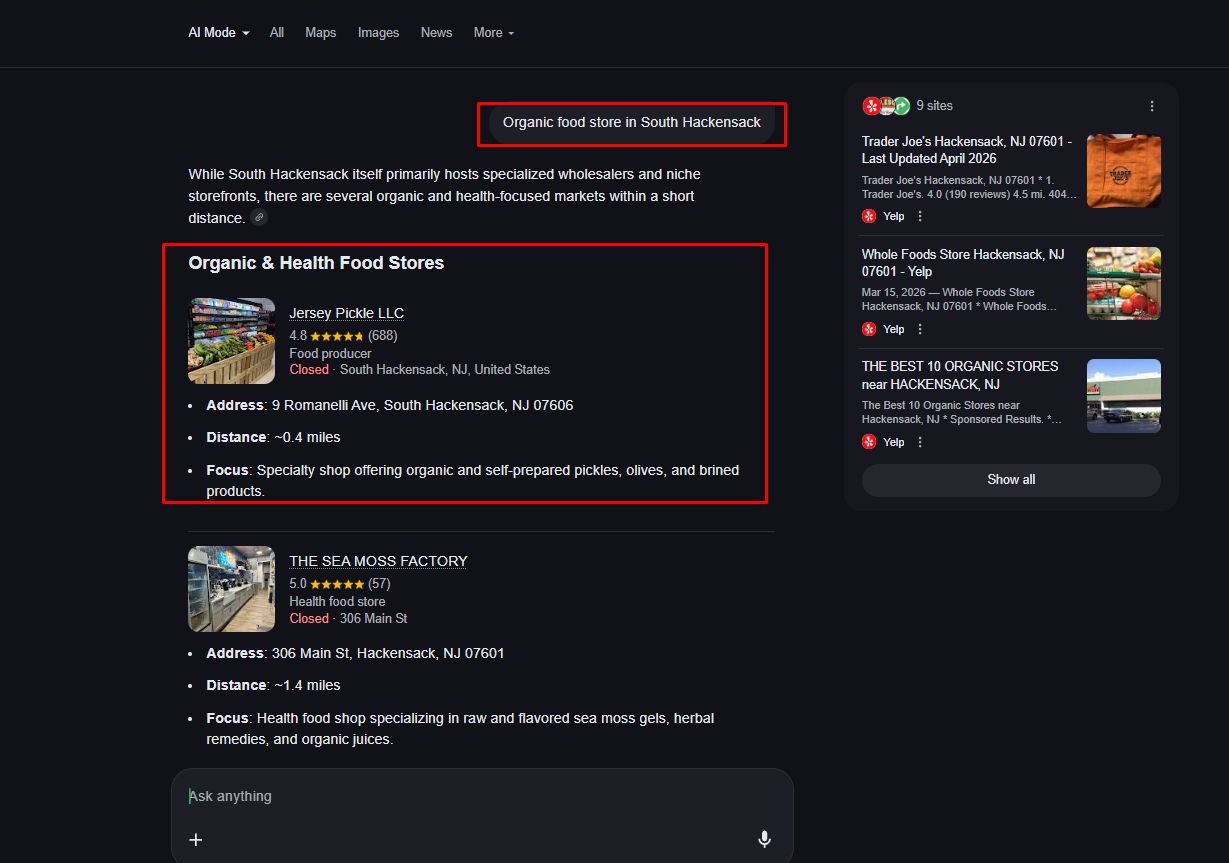 AI Mode
All
Maps
Images
News
More
Organic food store in South Hackensack
While South Hackensack itself primarily hosts specialized wholesalers and niche
storefronts, there are several organic and health-focused markets within a short
distance.
Organic & Health Food Stores
Jersey Pickle LLC
4.8 ★★★★★ (688)
Food producer
Closed · South Hackensack, NJ, United States
• Address: 9 Romanelli Ave, South Hackensack, NJ 07606
• Distance: ~0.4 miles
• Focus: Specialty shop offering organic and self-prepared pickles, olives, and brined
products.
THE SEA MOSS FACTORY
5.0 ★★★★★ (57)
Health food store
Closed · 306 Main St
• Address: 306 Main St, Hackensack, NJ 07601
• Distance: ~1.4 miles
• Focus: Health food shop specializing in raw and flavored sea moss gels, herbal
remedies, and organic juices.
Ask anything
9 sites
Trader Joe's Hackensack, NJ 07601 -
Last Updated April 2026
Trader Joe's Hackensack, NJ 07601 * 1.
Trader Joe's. 4.0 (190 reviews) 4.5 mi. 404...
Yelp
TRADER JOE'S
Whole Foods Store Hackensack, NJ
07601 - Yelp
Mar 15, 2026 — Whole Foods Store
Hackensack, NJ 07601 * Whole Foods...
Yelp
THE BEST 10 ORGANIC STORES
near HACKENSACK, NJ
The Best 10 Organic Stores near
Hackensack, NJ * Sponsored Results. *...
Yelp
Show all